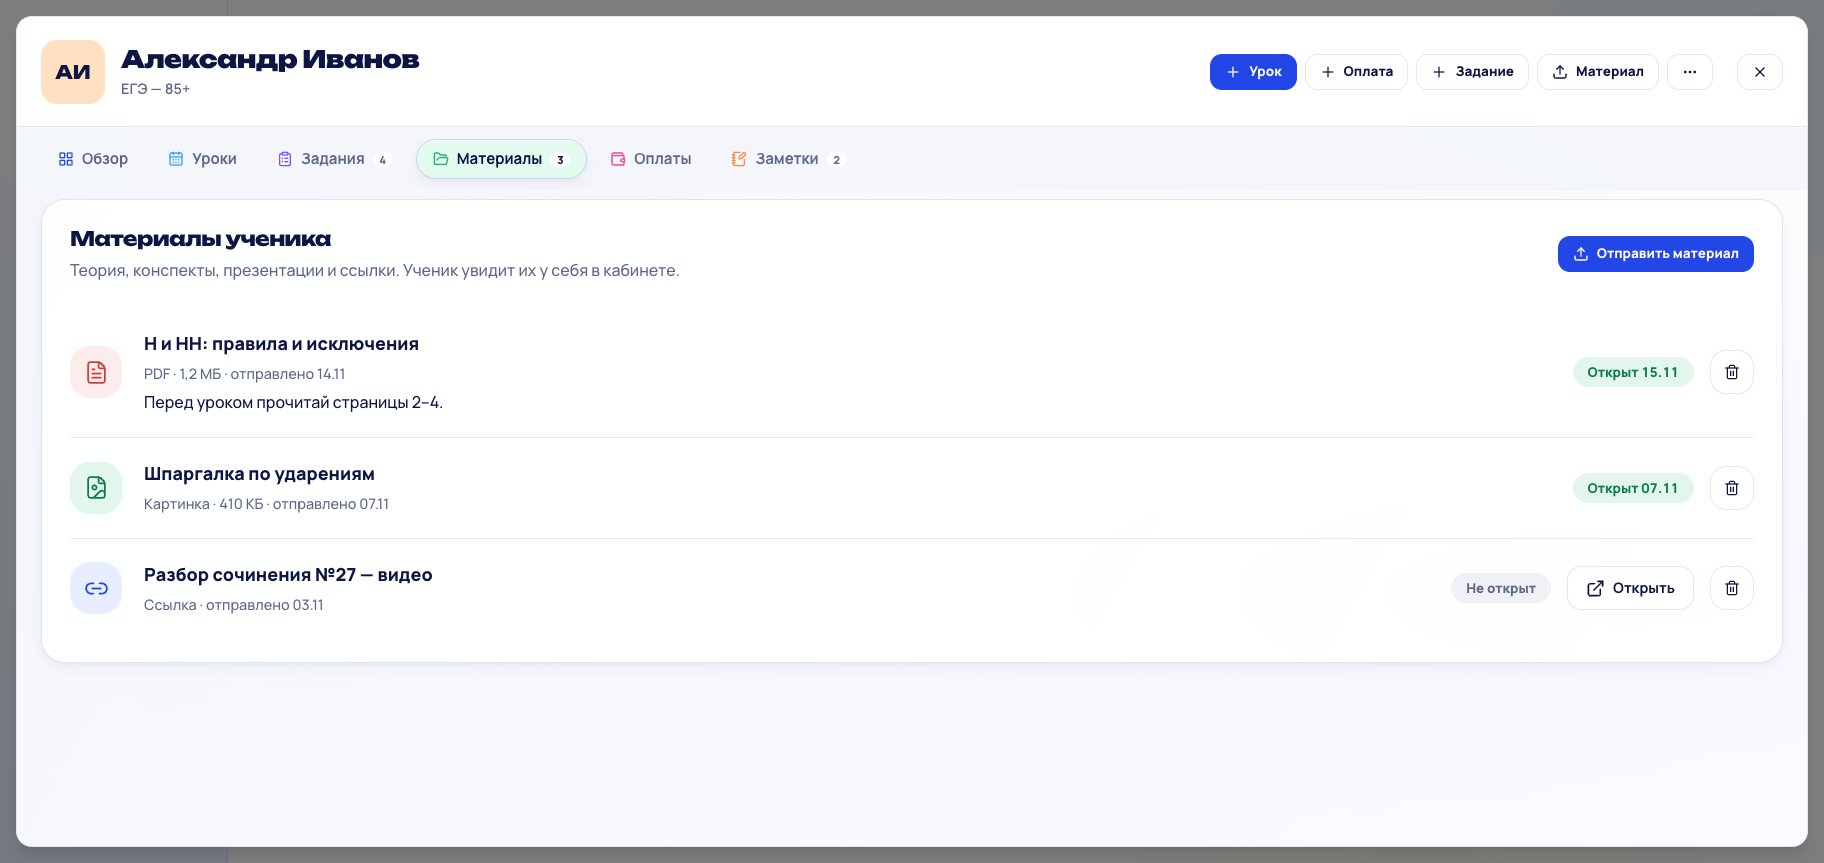 АИ
Александр Иванов
ЕГЭ — 85+
Урок
Оплата
Задание
Материал
Обзор
Уроки
Задания 4
Материалы 3
Оплаты
Заметки 2
Материалы ученика
Теория, конспекты, презентации и ссылки. Ученик увидит их у себя в кабинете.
Отправить материал
Н и НН: правила и исключения
PDF · 1,2 МБ · отправлено 14.11
Перед уроком прочитай страницы 2–4.
Открыт 15.11
Шпаргалка по ударениям
Картинка · 410 КБ · отправлено 07.11
Открыт 07.11
Разбор сочинения №27 — видео
Ссылка · отправлено 03.11
Не открыт
Открыть